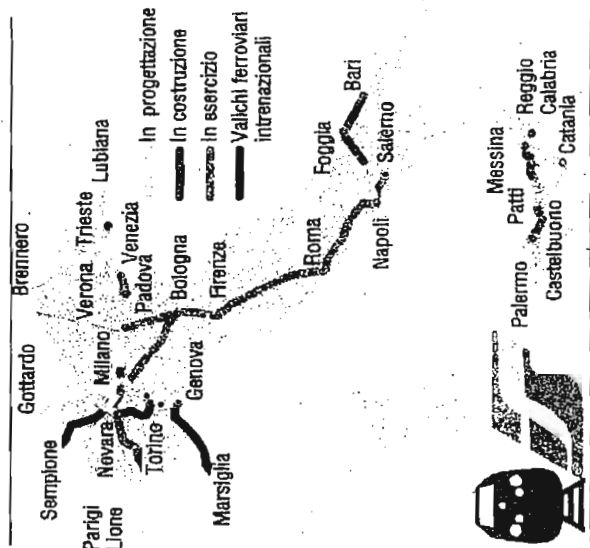 Brennero
Gottardo
Sempione
Parigi
Lione
Novara
Milano
Verona
Trieste
Lubiana
Venezia
Padova
Torino
Genova
Bologna
Marsiglia
Firenze
Roma
Napoli
Foggia
Bari
Salerno
In progettazione
In costruzione
In esercizio
Valichi ferroviari
intrenazionali
Palermo
Castelbuono
Patti
Messina
Reggio
Calabria
Catania